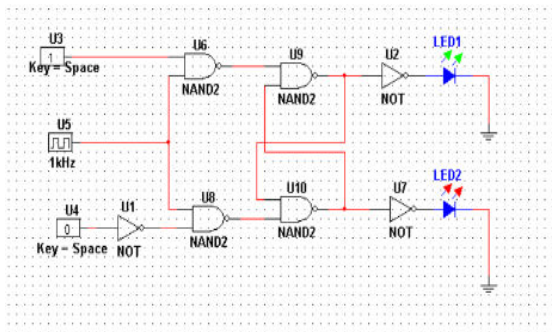 U3
1
Key = Space
U6
NAND2
U9
NAND2
U2
NOT
LED1
U5
1kHz
U4
0
Key = Space
U1
NOT
U8
NAND2
U10
NAND2
U7
NOT
LED2